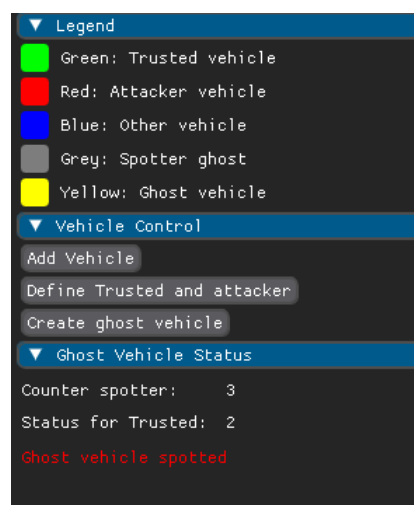 Legend
Green: Trusted vehicle
Red: Attacker vehicle
Blue: Other vehicle
Grey: Spotter ghost
Yellow: Ghost vehicle
Vehicle Control
Add Vehicle
Define Trusted and attacker
Create ghost vehicle
Ghost Vehicle Status
Counter spotter: 3
Status for Trusted: 2
Ghost vehicle spotted